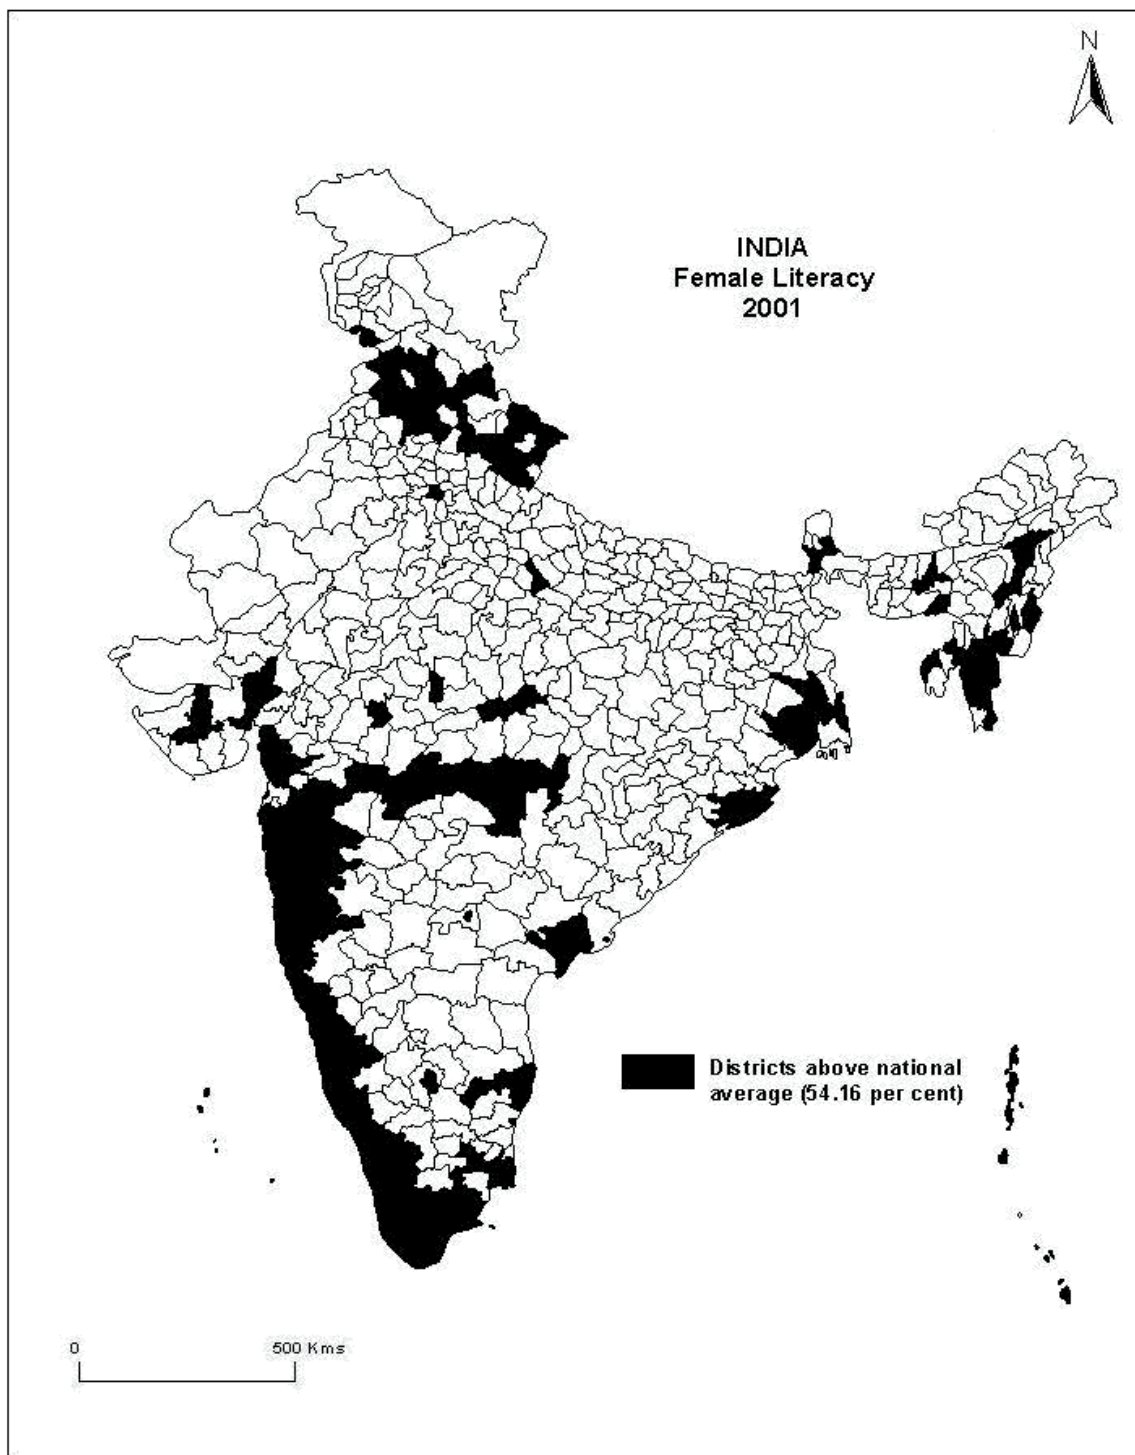 N
INDIA
Female Literacy
2001
Districts above national
average (54.16 per cent)
0 500 Kms